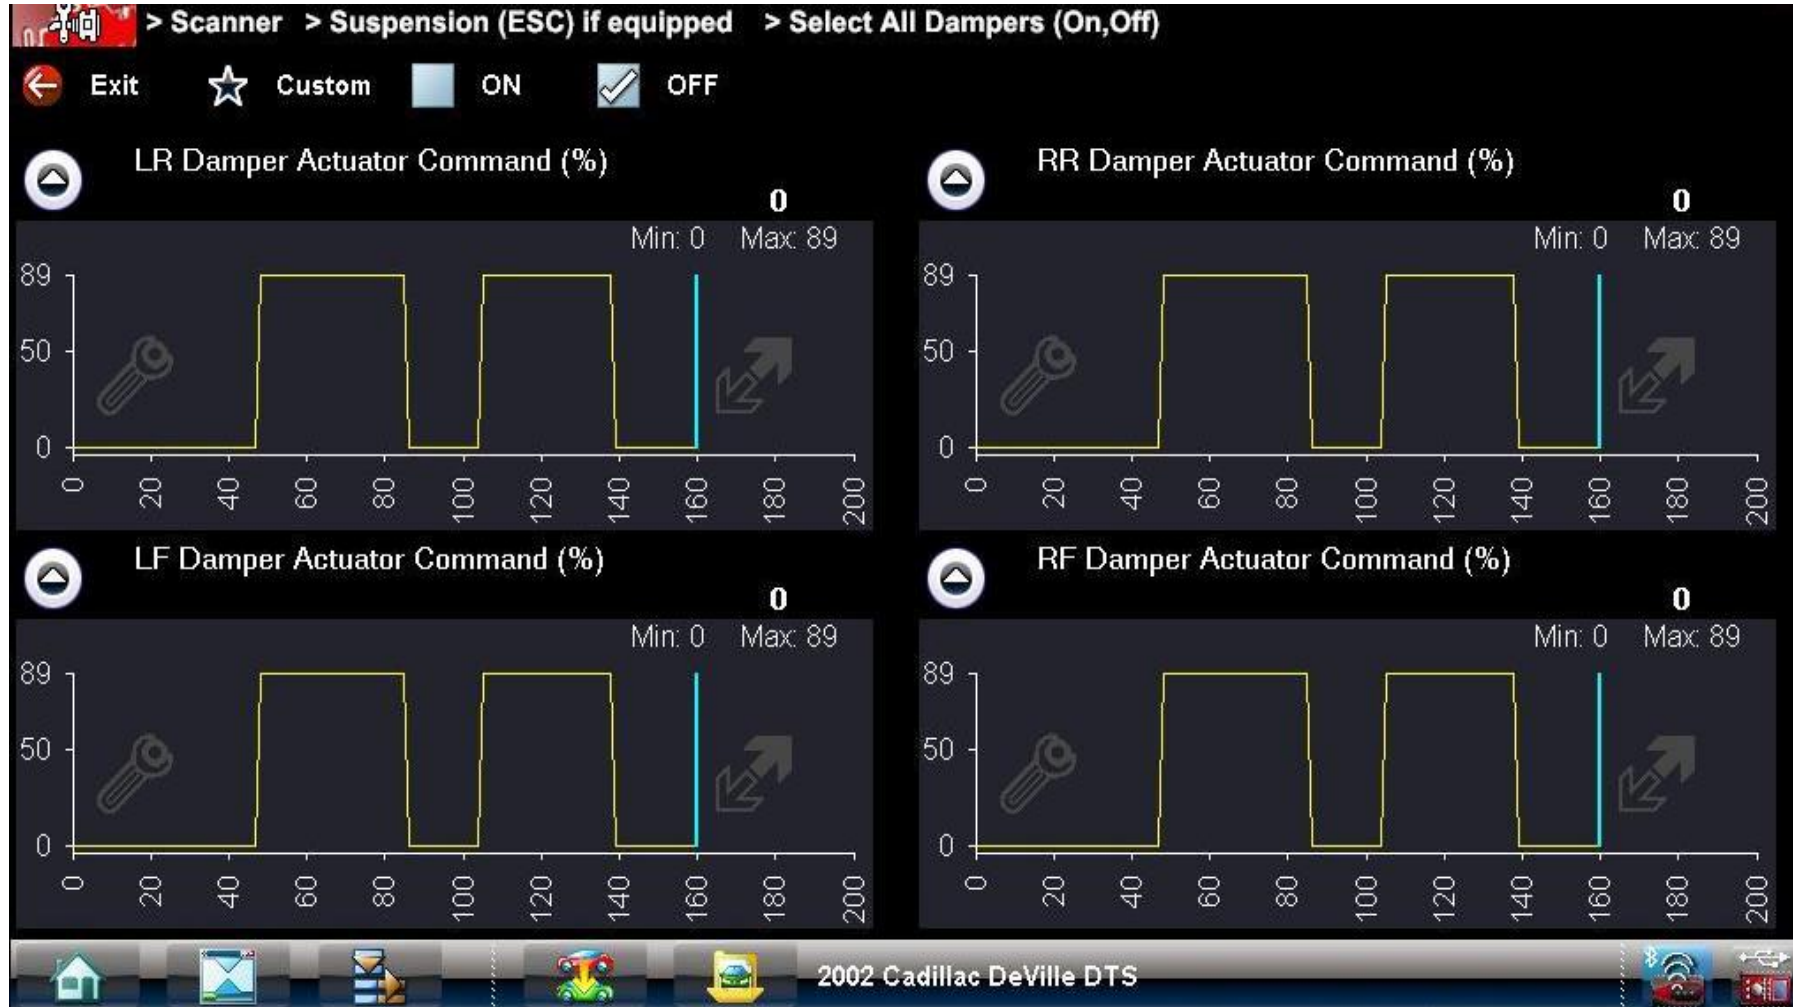 > Scanner > Suspension (ESC) if equipped > Select All Dampers (On,Off)
Exit Custom ON OFF
LR Damper Actuator Command (%)
0
Min: 0 Max: 89
89
50
0
0 20 40 60 80 100 120 140 160 180 200
RR Damper Actuator Command (%)
0
Min: 0 Max: 89
89
50
0
0 20 40 60 80 100 120 140 160 180 200
LF Damper Actuator Command (%)
0
Min: 0 Max: 89
89
50
0
0 20 40 60 80 100 120 140 160 180 200
RF Damper Actuator Command (%)
0
Min: 0 Max: 89
89
50
0
0 20 40 60 80 100 120 140 160 180 200
2002 Cadillac DeVille DTS